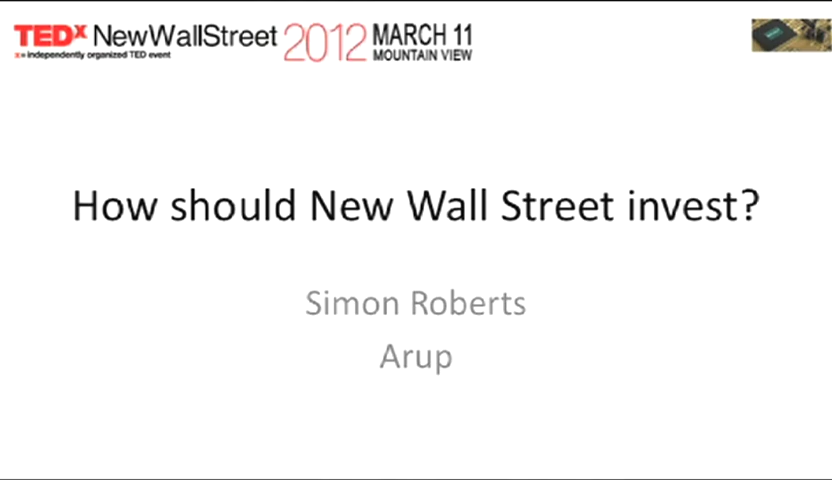 TEDx NewWallStreet 2012 MARCH 11
x = independently organized TED event MOUNTAIN VIEW
How should New Wall Street invest?
Simon Roberts
Arup